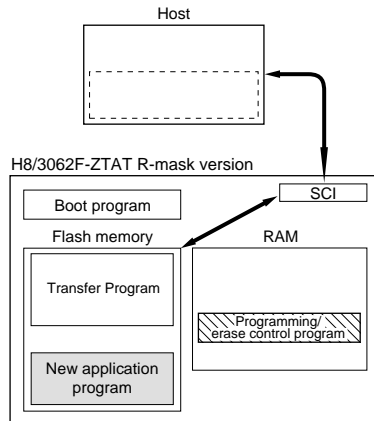 Host
H8/3062F-ZTAT R-mask version
SCI
Boot program
Flash memory
RAM
Transfer Program
Programming/
erase control program
New application
program